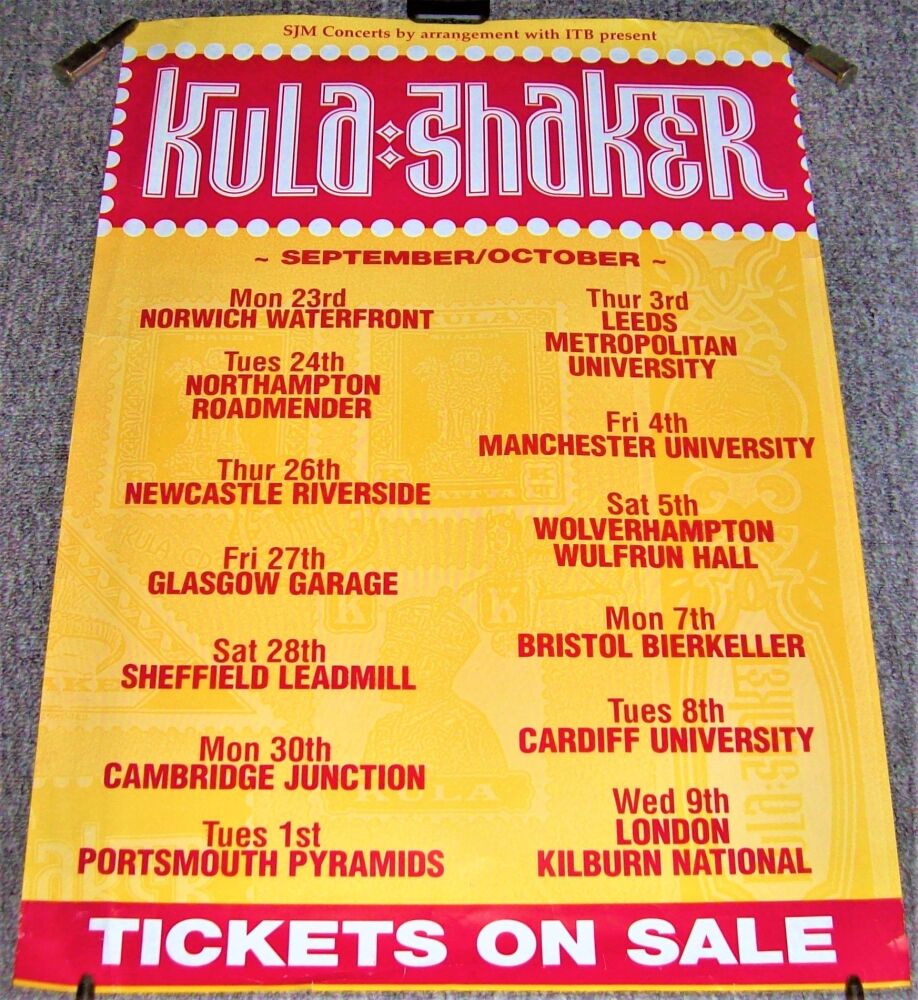 SJM Concerts by arrangement with ITB present
KULA:SHAKER
~ SEPTEMBER/OCTOBER ~
Mon 23rd
NORWICH WATERFRONT
Tues 24th
NORTHAMPTON
ROADMENDER
Thur 26th
NEWCASTLE RIVERSIDE
Fri 27th
GLASGOW GARAGE
Sat 28th
SHEFFIELD LEADMILL
Mon 30th
CAMBRIDGE JUNCTION
Tues 1st
PORTSMOUTH PYRAMIDS
Thur 3rd
LEEDS
METROPOLITAN
UNIVERSITY
Fri 4th
MANCHESTER UNIVERSITY
Sat 5th
WOLVERHAMPTON
WULFRUN HALL
Mon 7th
BRISTOL BIERKELLER
Tues 8th
CARDIFF UNIVERSITY
Wed 9th
LONDON
KILBURN NATIONAL
KULA
SHAKER
K
K
KULA
TICKETS ON SALE